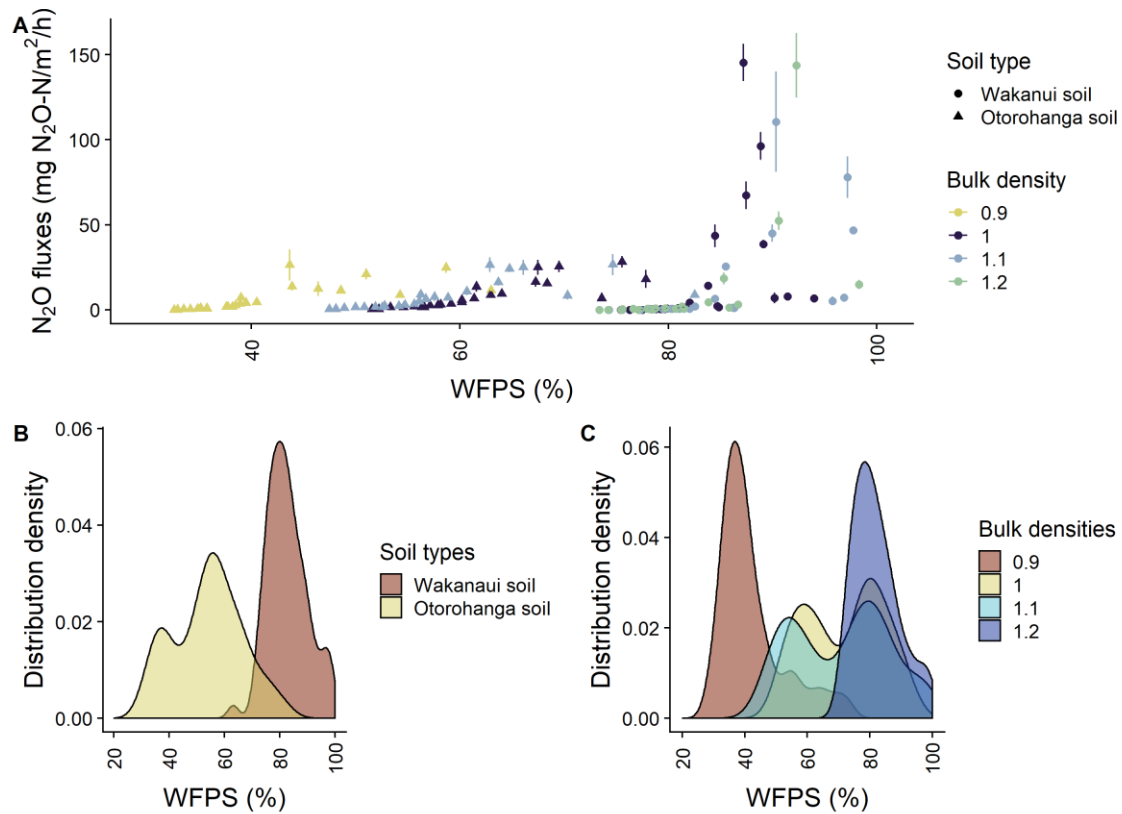 A
N₂O fluxes (mg N₂O-N/m²/h)
150
100
50
0
40
60
80
100
WFPS (%)
Soil type
Wakanui soil
Otorohanga soil
Bulk density
0.9
1
1.1
1.2
B
Distribution density
0.06
0.04
0.02
0.00
20
40
60
80
100
WFPS (%)
Soil types
Wakanaui soil
Otorohanga soil
C
Distribution density
0.06
0.04
0.02
0.00
20
40
60
80
100
WFPS (%)
Bulk densities
0.9
1
1.1
1.2